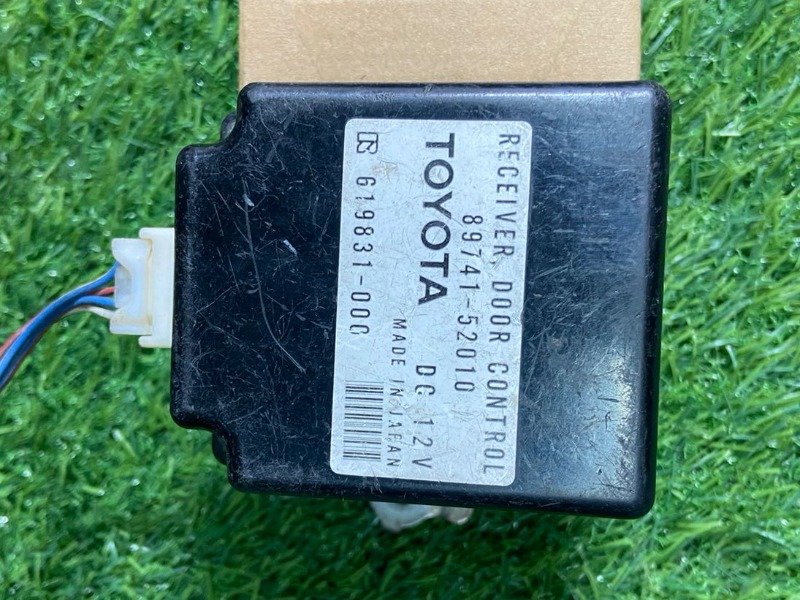 RECEIVER, DOOR CONTROL
89741-52010
TOYOTA DC 12V
MADE IN JAPAN
619831-000